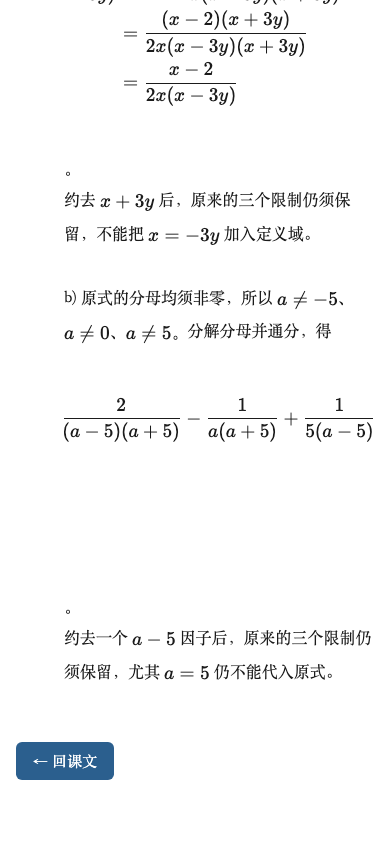 = (x − 2)(x + 3y) / 2x(x − 3y)(x + 3y)
= x − 2 / 2x(x − 3y)
。
约去 x + 3y 后，原来的三个限制仍须保
留，不能把 x = −3y 加入定义域。
b) 原式的分母均须非零，所以 a ≠ −5、
a ≠ 0、a ≠ 5。分解分母并通分，得
2 / (a − 5)(a + 5) − 1 / a(a + 5) + 1 / 5(a − 5)
。
约去一个 a − 5 因子后，原来的三个限制仍
须保留，尤其 a = 5 仍不能代入原式。
← 回课文